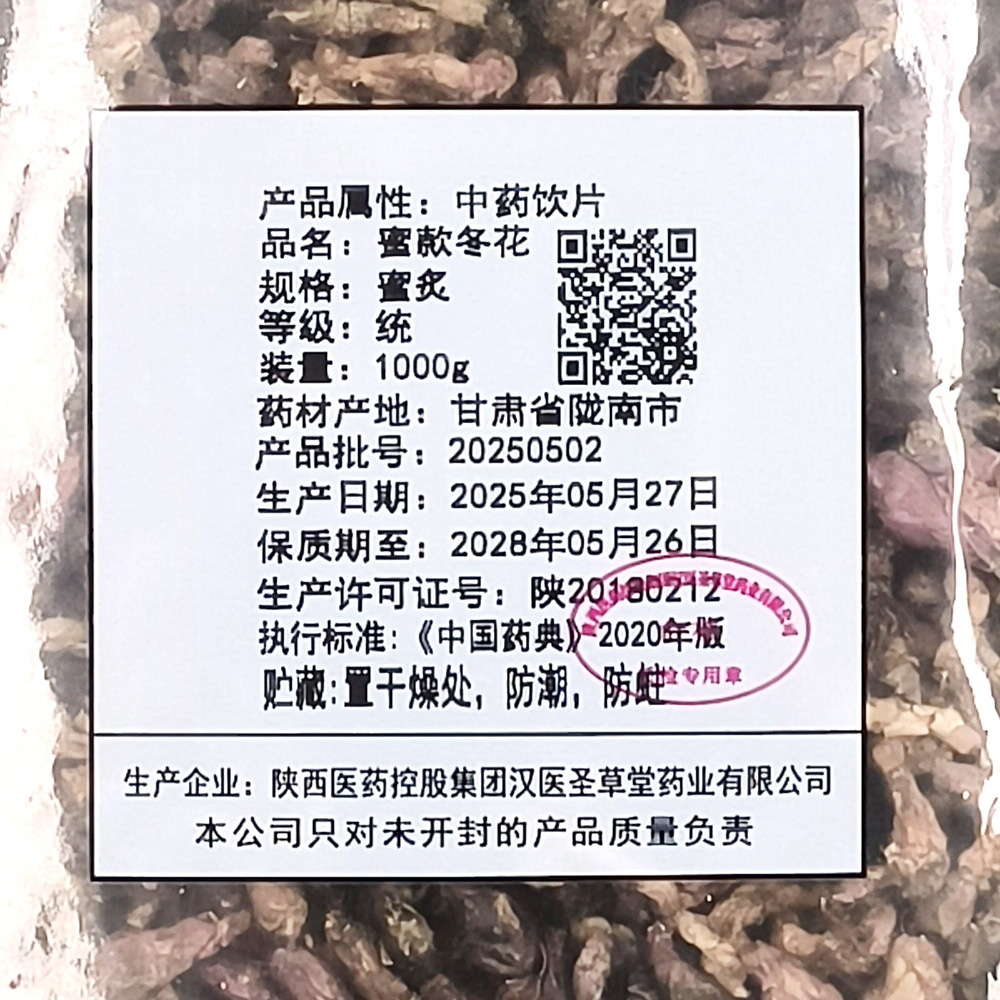 产品属性：中药饮片
品名：蜜款冬花
规格：蜜炙
等级：统
装量：1000g
药材产地：甘肃省陇南市
产品批号：20250502
生产日期：2025年05月27日
保质期至：2028年05月26日
生产许可证号：陕20180212
执行标准:《中国药典》2020年版
贮藏:置干燥处，防潮，防蛀
专用章
生产企业：陕西医药控股集团汉医圣草堂药业有限公司
本公司只对未开封的产品质量负责